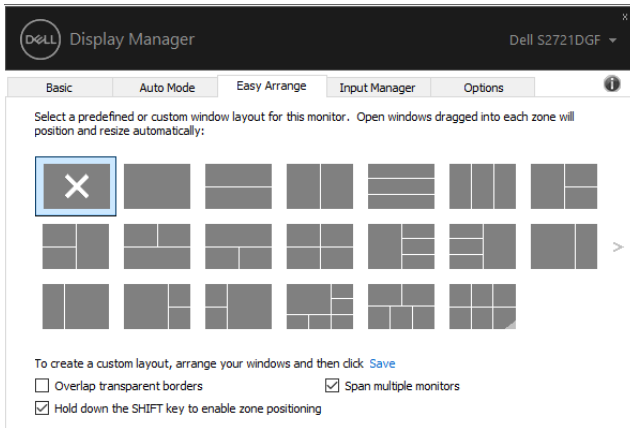 DELL Display Manager
Dell S2721DGF
Basic Auto Mode Easy Arrange Input Manager Options
Select a predefined or custom window layout for this monitor. Open windows dragged into each zone will
position and resize automatically:
To create a custom layout, arrange your windows and then click Save
Overlap transparent borders
Span multiple monitors
Hold down the SHIFT key to enable zone positioning